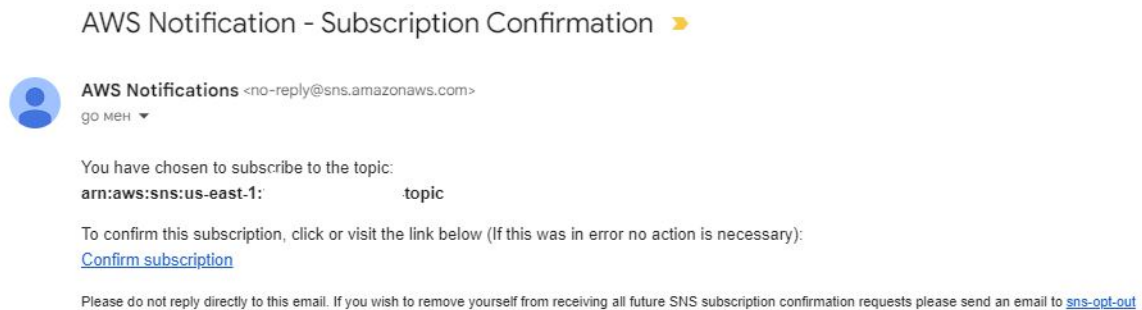 AWS Notification - Subscription Confirmation
AWS Notifications <no-reply@sns.amazonaws.com>
до мен
You have chosen to subscribe to the topic:
arn:aws:sns:us-east-1: topic
To confirm this subscription, click or visit the link below (If this was in error no action is necessary):
Confirm subscription
Please do not reply directly to this email. If you wish to remove yourself from receiving all future SNS subscription confirmation requests please send an email to sns-opt-out